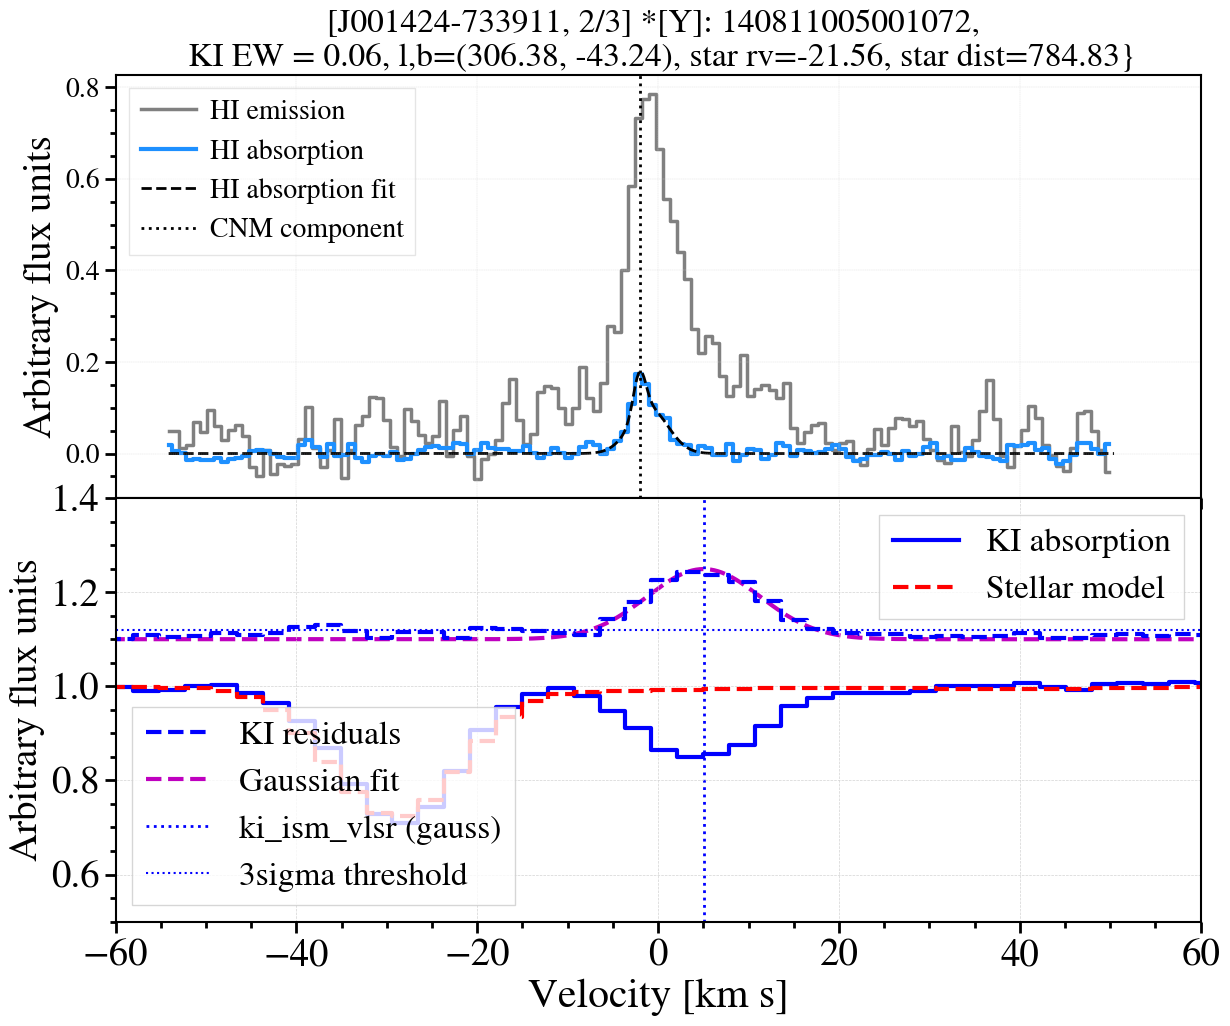 [J001424-733911, 2/3] *[Y]: 140811005001072,
KI EW = 0.06, l,b=(306.38, -43.24), star rv=-21.56, star dist=784.83}
HI emission
HI absorption
HI absorption fit
CNM component
Arbitrary flux units
0.8
0.6
0.4
0.2
0.0
KI absorption
Stellar model
KI residuals
Gaussian fit
ki_ism_vlsr (gauss)
3sigma threshold
Arbitrary flux units
1.4
1.2
1.0
0.8
0.6
−60 −40 −20 0 20 40 60
Velocity [km s]